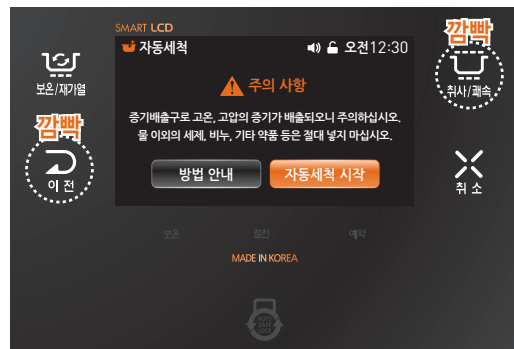 SMART LCD
자동세척
오전12:30
깜빡
보온/재가열
취사/쾌속
주의 사항
증기배출구로 고온, 고압의 증기가 배출되오니 주의하십시오.
물 이외의 세제, 비누, 기타 약품 등은 절대 넣지 마십시오.
깜빡
이 전
방법 안내
자동세척 시작
취 소
보온
절전
예약
MADE IN KOREA
AUTO
SAFE
LOCK